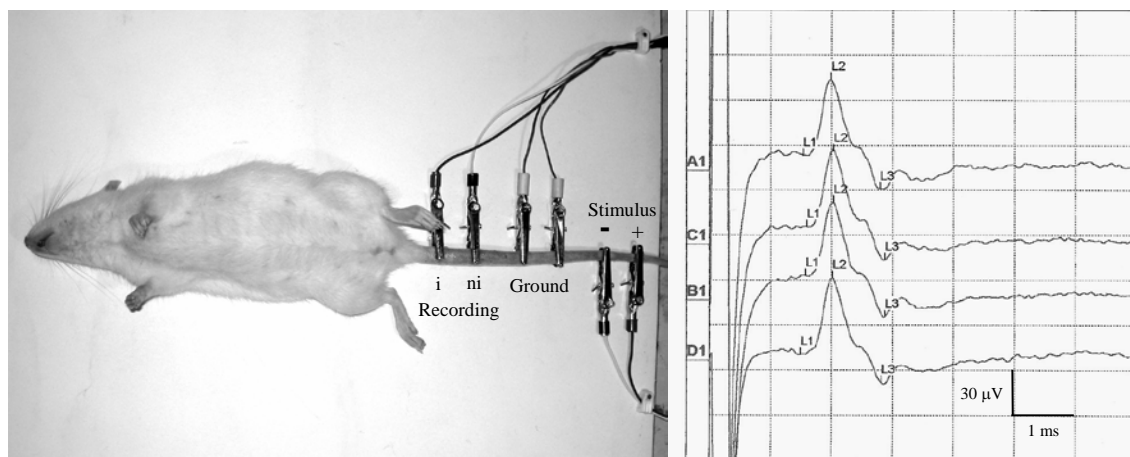 Stimulus
- +
i ni Ground
Recording
L2
A1 L1 L2
L3
C1 L1 L2
L3
B1 L1 L2
L3
D1 L1
L3
30 µV
1 ms